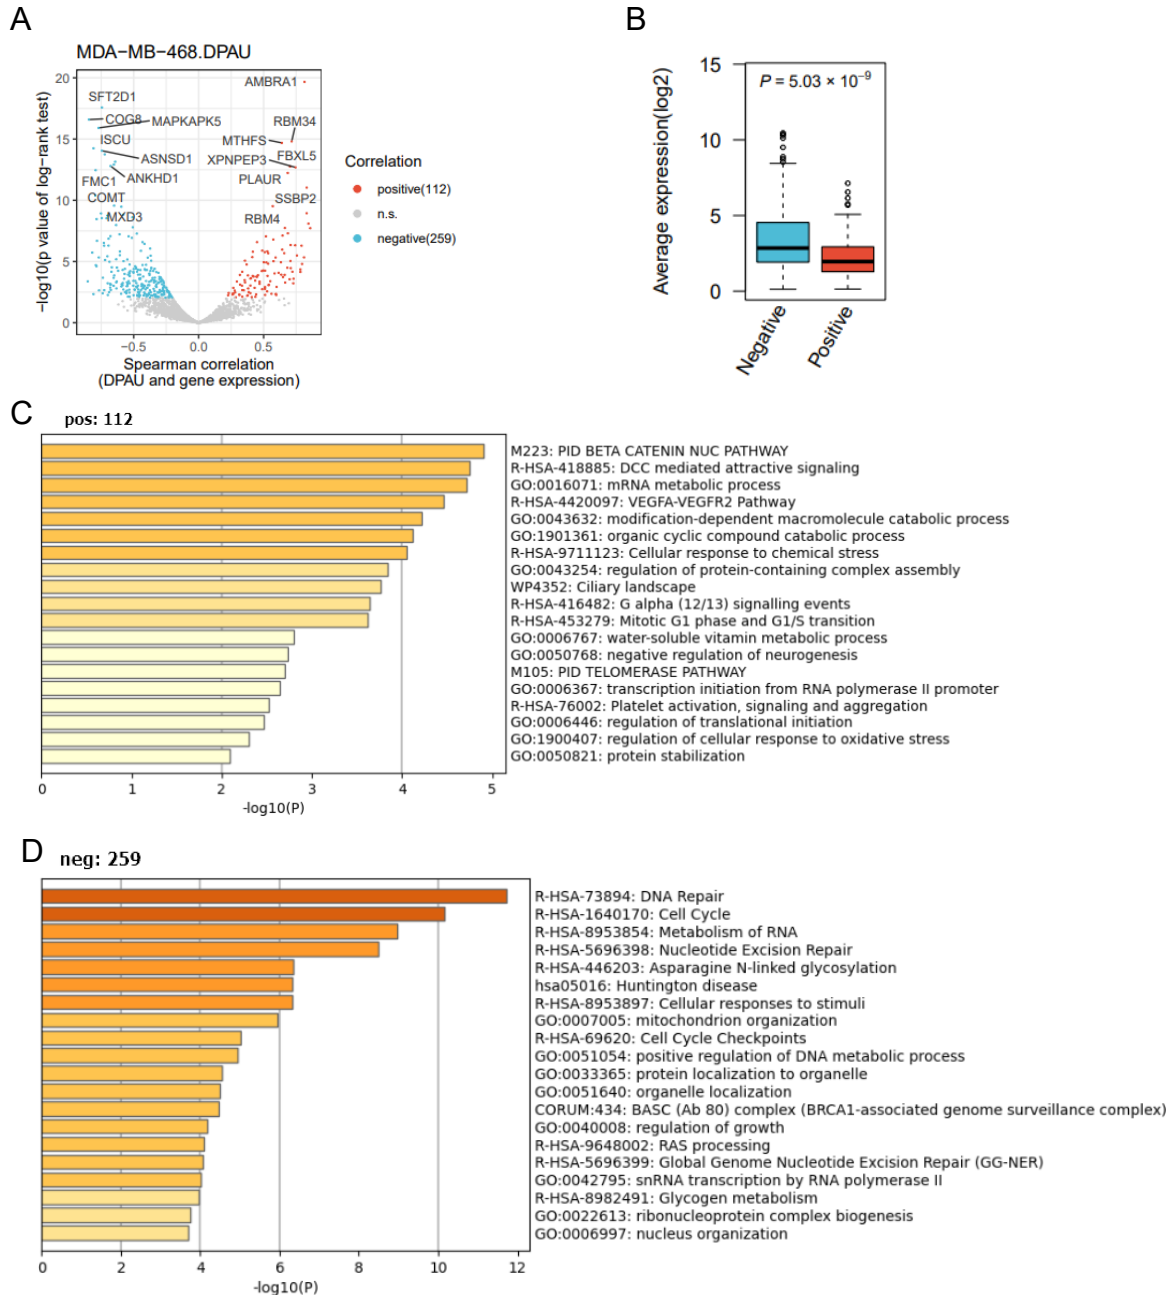 A
MDA−MB−468.DPAU
−log10(p value of log−rank test)
20
15
10
5
0
AMBRA1
SFT2D1
COG8
MAPKAPK5
RBM34
ISCU
MTHFS
ASNSD1
XPNPEP3
FBXL5
FMC1
ANKHD1
PLAUR
COMT
SSBP2
MXD3
RBM4
−0.5
0.0
0.5
Spearman correlation
(DPAU and gene expression)
Correlation
positive(112)
n.s.
negative(259)
B
Average expression(log2)
15
10
5
0
P = 5.03 × 10−9
Negative
Positive
C
pos: 112
M223: PID BETA CATENIN NUC PATHWAY
R-HSA-418885: DCC mediated attractive signaling
GO:0016071: mRNA metabolic process
R-HSA-4420097: VEGFA-VEGFR2 Pathway
GO:0043632: modification-dependent macromolecule catabolic process
GO:1901361: organic cyclic compound catabolic process
R-HSA-9711123: Cellular response to chemical stress
GO:0043254: regulation of protein-containing complex assembly
WP4352: Ciliary landscape
R-HSA-416482: G alpha (12/13) signalling events
R-HSA-453279: Mitotic G1 phase and G1/S transition
GO:0006767: water-soluble vitamin metabolic process
GO:0050768: negative regulation of neurogenesis
M105: PID TELOMERASE PATHWAY
GO:0006367: transcription initiation from RNA polymerase II promoter
R-HSA-76002: Platelet activation, signaling and aggregation
GO:0006446: regulation of translational initiation
GO:1900407: regulation of cellular response to oxidative stress
GO:0050821: protein stabilization
0 1 2 3 4 5
-log10(P)
D
neg: 259
R-HSA-73894: DNA Repair
R-HSA-1640170: Cell Cycle
R-HSA-8953854: Metabolism of RNA
R-HSA-5696398: Nucleotide Excision Repair
R-HSA-446203: Asparagine N-linked glycosylation
hsa05016: Huntington disease
R-HSA-8953897: Cellular responses to stimuli
GO:0007005: mitochondrion organization
R-HSA-69620: Cell Cycle Checkpoints
GO:0051054: positive regulation of DNA metabolic process
GO:0033365: protein localization to organelle
GO:0051640: organelle localization
CORUM:434: BASC (Ab 80) complex (BRCA1-associated genome surveillance complex)
GO:0040008: regulation of growth
R-HSA-9648002: RAS processing
R-HSA-5696399: Global Genome Nucleotide Excision Repair (GG-NER)
GO:0042795: snRNA transcription by RNA polymerase II
R-HSA-8982491: Glycogen metabolism
GO:0022613: ribonucleoprotein complex biogenesis
GO:0006997: nucleus organization
0 2 4 6 8 10 12
-log10(P)